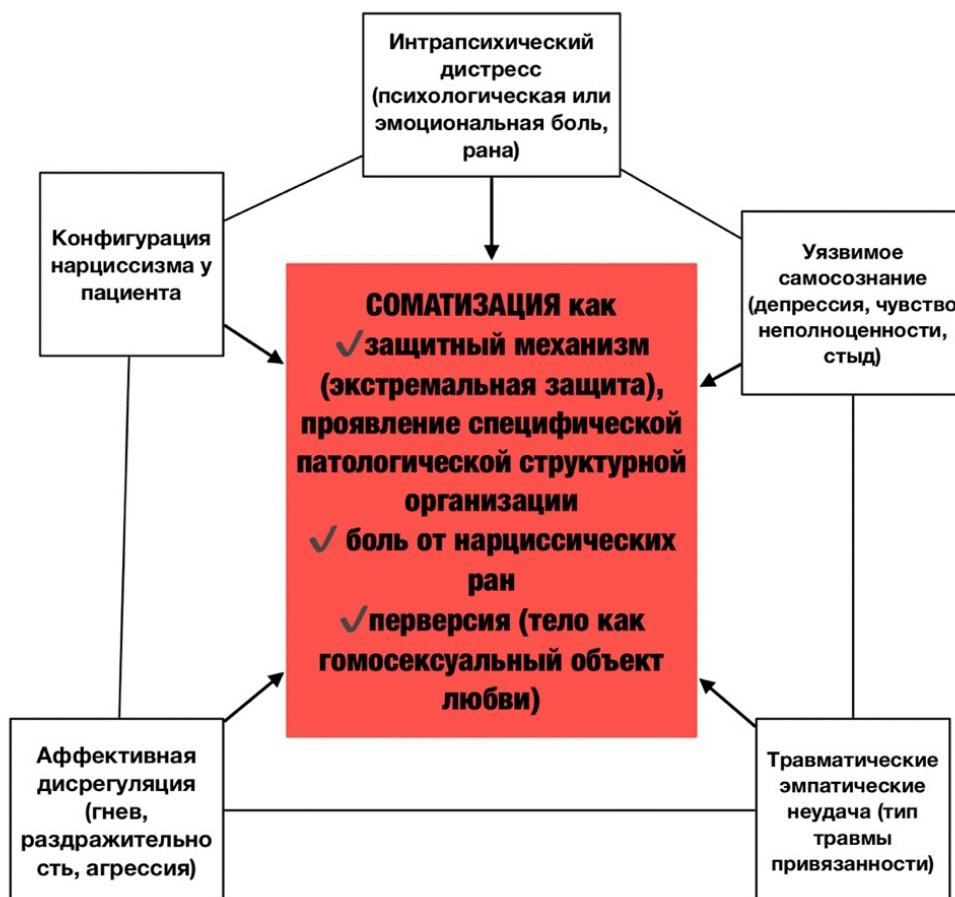 Интрапсихический
дистресс
(психологическая или
эмоциональная боль,
рана)
Конфигурация
нарциссизма у
пациента
Уязвимое
самосознание
(депрессия, чувство
неполноценности,
стыд)
СОМАТИЗАЦИЯ как
✓защитный механизм
(экстремальная защита),
проявление специфической
патологической структурной
организации
✓ боль от нарциссических
ран
✓перверсия (тело как
гомосексуальный объект
любви)
Аффективная
дисрегуляция
(гнев,
раздражительно
сть, агрессия)
Травматические
эмпатические
неудача (тип
травмы
привязанности)